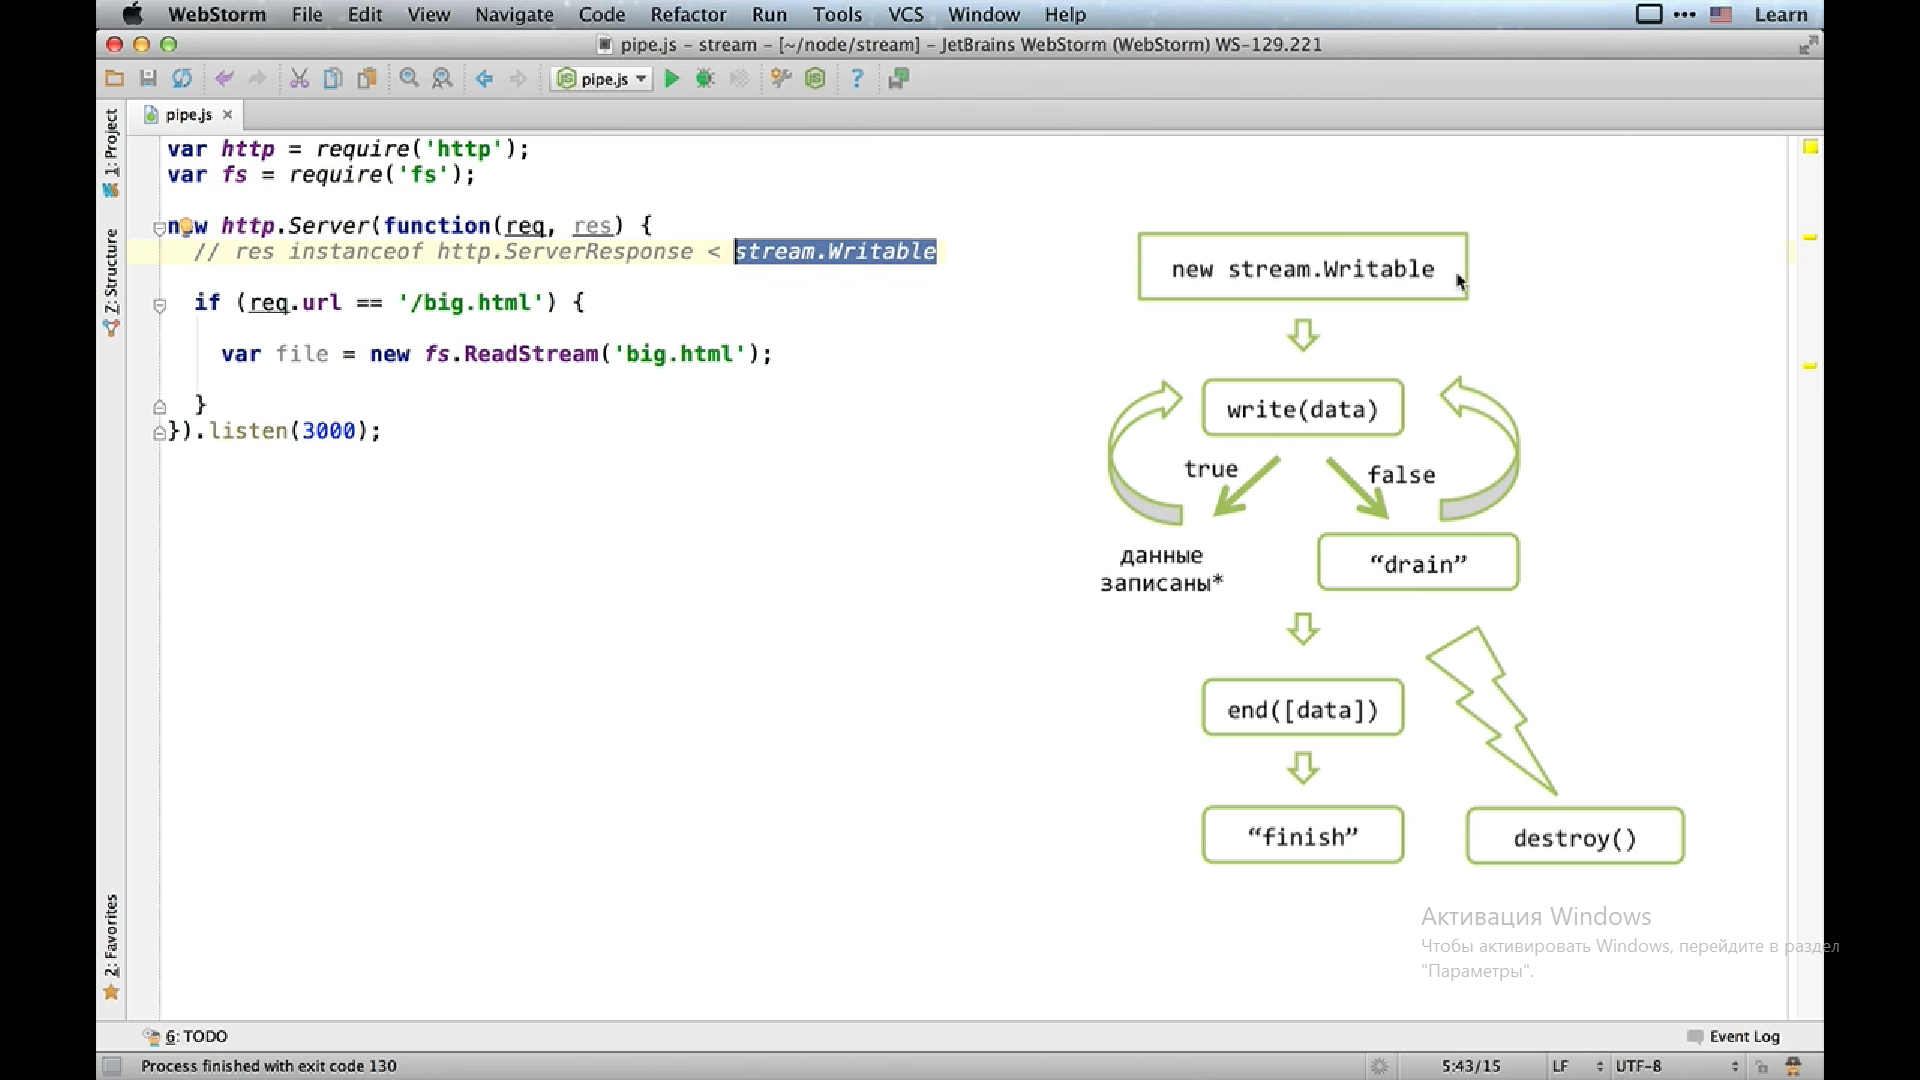 WebStorm File Edit View Navigate Code Refactor Run Tools VCS Window Help Learn
pipe.js – stream – [~/node/stream] – JetBrains WebStorm (WebStorm) WS-129.221
pipe.js
pipe.js
1: Project
Z: Structure
2: Favorites
var http = require('http');
var fs = require('fs');
new http.Server(function(req, res) {
// res instanceof http.ServerResponse < stream.Writable
if (req.url == '/big.html') {
var file = new fs.ReadStream('big.html');
}
}).listen(3000);
new stream.Writable
write(data)
true
false
данные
записаны*
“drain”
end([data])
“finish”
destroy()
Активация Windows
Чтобы активировать Windows, перейдите в раздел
"Параметры".
6: TODO
Event Log
Process finished with exit code 130
5:43/15 LF UTF-8